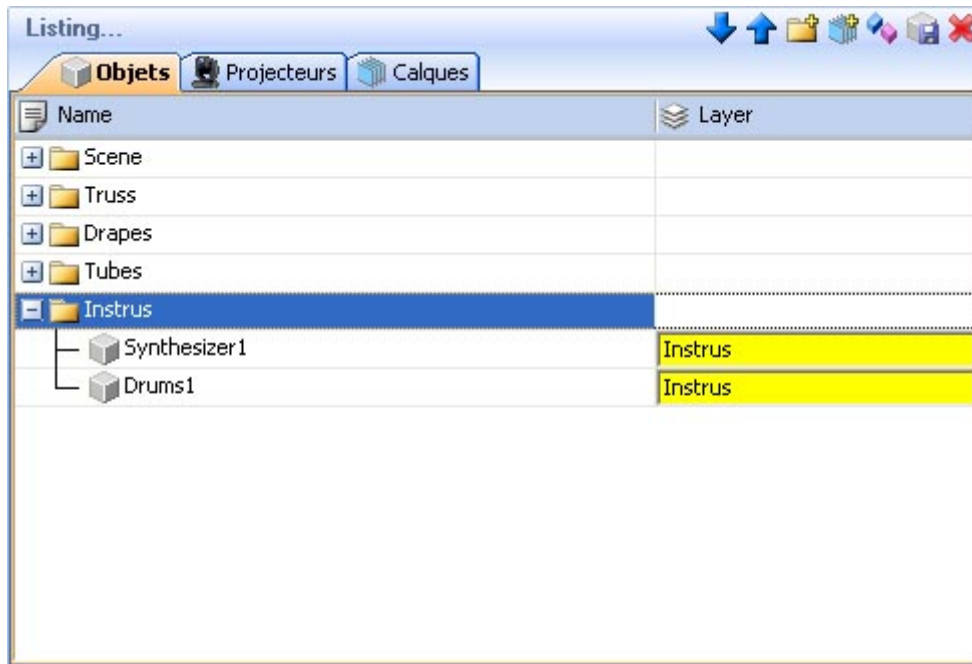 Listing...
Objets Projecteurs Calques
Name Layer
Scene
Truss
Drapes
Tubes
Instrus
Synthesizer1 Instrus
Drums1 Instrus